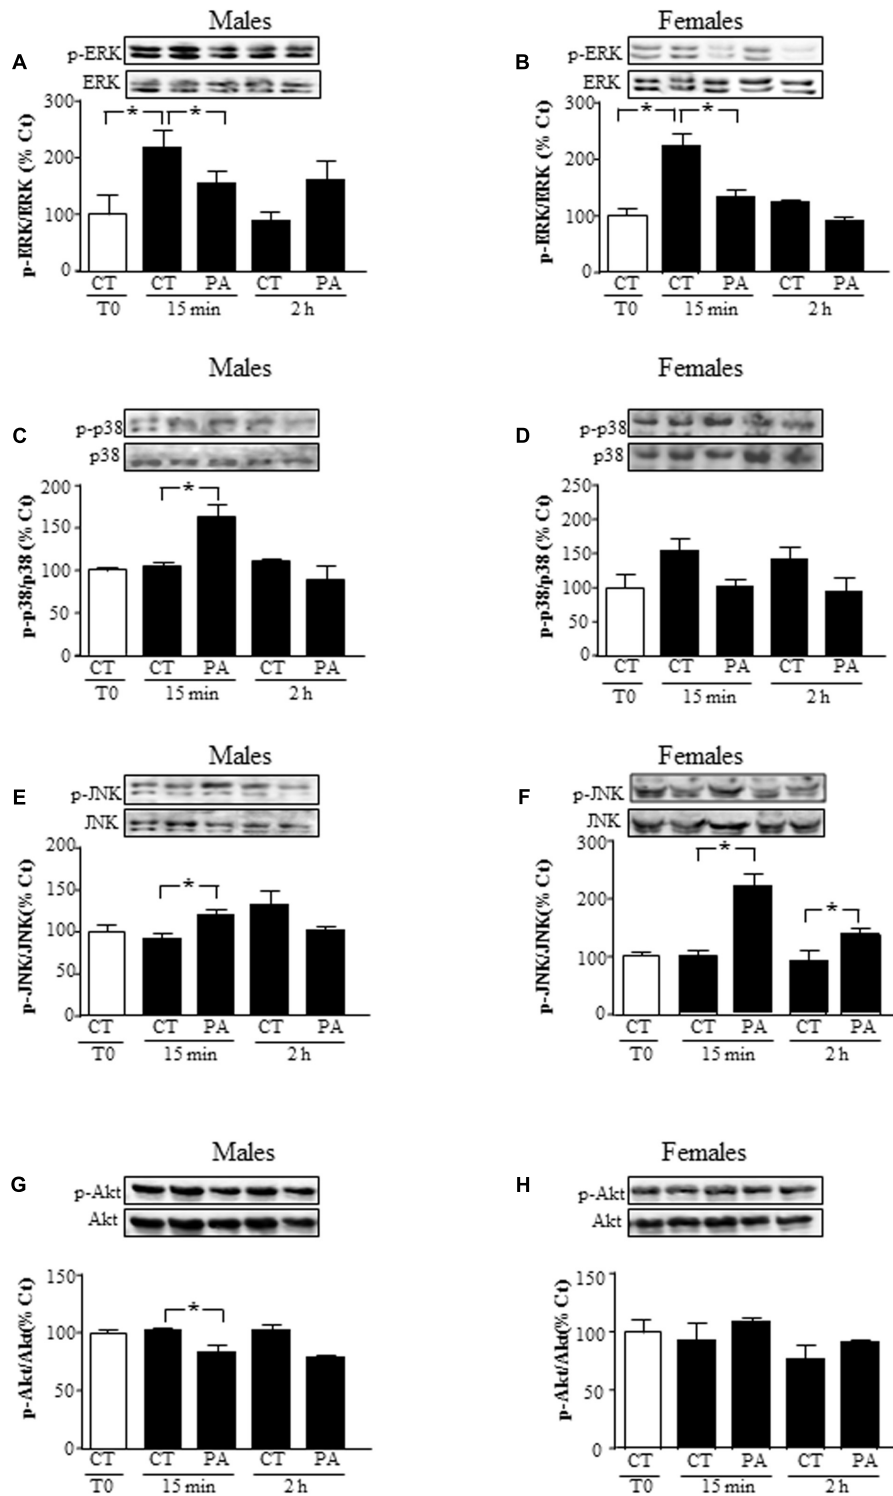 Males
A
p-ERK
ERK
p-ERK/ERK (% Ct)
300
200
100
0
* *
CT CT PA CT PA
T0 15 min 2 h
Females
B
p-ERK
ERK
p-ERK/ERK (% Ct)
300
200
100
0
* *
CT CT PA CT PA
T0 15 min 2 h
Males
C
p-p38
p38
p-p38/p38 (% Ct)
200
150
100
50
0
*
CT CT PA CT PA
T0 15 min 2 h
Females
D
p-p38
p38
p-p38/p38 (% Ct)
250
200
150
100
50
0
CT CT PA CT PA
T0 15 min 2 h
Males
E
p-JNK
JNK
p-JNK/JNK(% Ct)
200
150
100
50
0
*
CT CT PA CT PA
T0 15 min 2 h
Females
F
p-JNK
JNK
p-JNK/JNK(% Ct)
300
200
100
0
* *
CT CT PA CT PA
T0 15 min 2 h
Males
G
p-Akt
Akt
p-Akt/Akt(% Ct)
150
100
50
0
*
CT CT PA CT PA
T0 15 min 2 h
Females
H
p-Akt
Akt
p-Akt/Akt(% Ct)
150
100
50
0
CT CT PA CT PA
T0 15 min 2 h